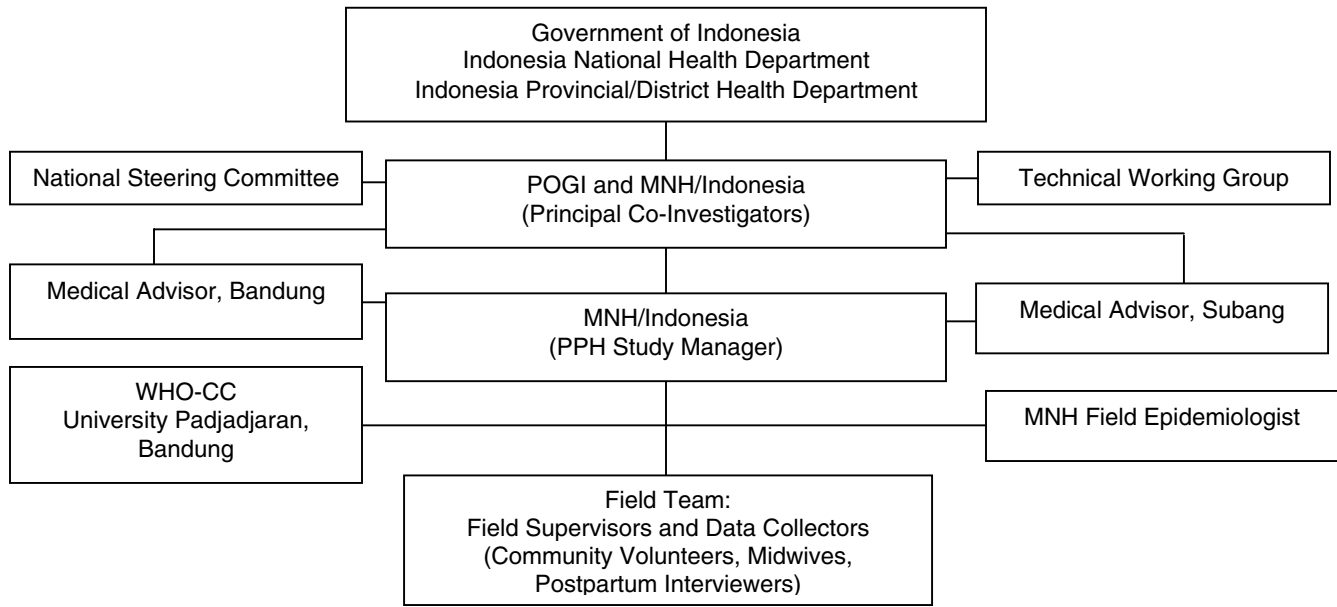 Government of Indonesia
Indonesia National Health Department
Indonesia Provincial/District Health Department
National Steering Committee
POGI and MNH/Indonesia
(Principal Co-Investigators)
Technical Working Group
Medical Advisor, Bandung
MNH/Indonesia
(PPH Study Manager)
Medical Advisor, Subang
WHO-CC
University Padjadjaran,
Bandung
MNH Field Epidemiologist
Field Team:
Field Supervisors and Data Collectors
(Community Volunteers, Midwives,
Postpartum Interviewers)